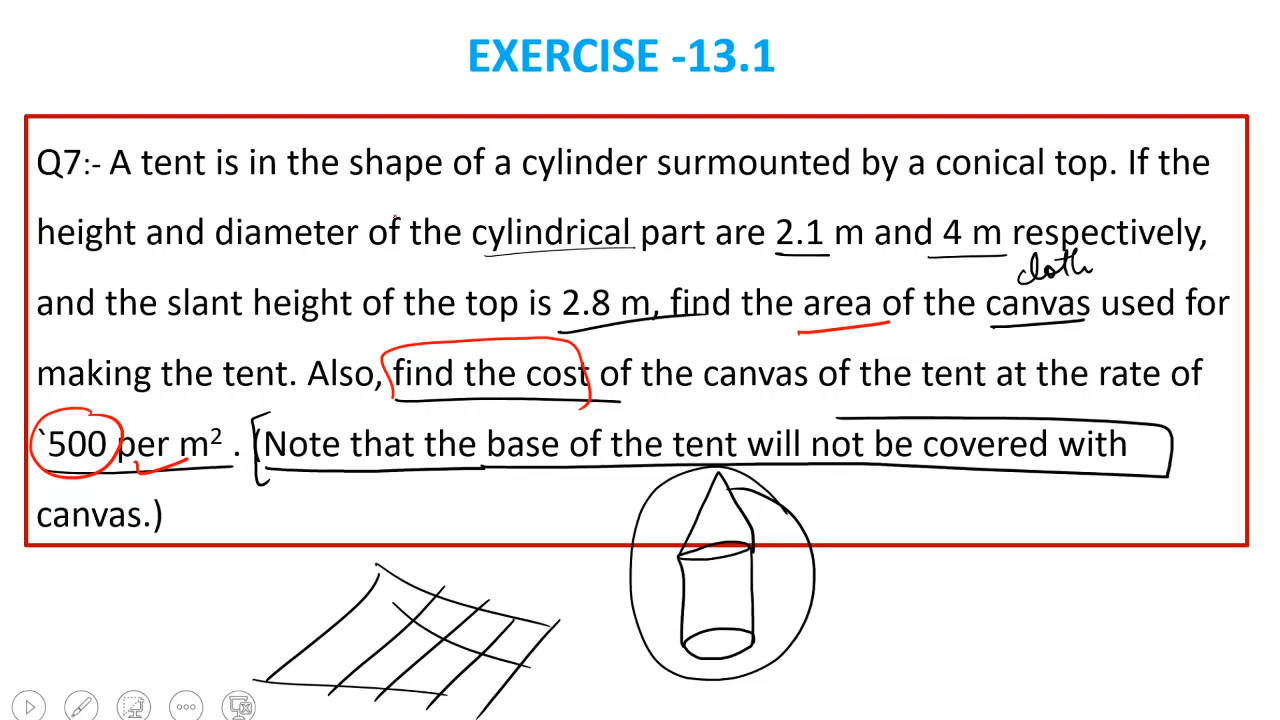 EXERCISE -13.1
Q7:- A tent is in the shape of a cylinder surmounted by a conical top. If the
height and diameter of the cylindrical part are 2.1 m and 4 m respectively,
cloth
and the slant height of the top is 2.8 m, find the area of the canvas used for
making the tent. Also, find the cost of the canvas of the tent at the rate of
`500 per m² . (Note that the base of the tent will not be covered with
canvas.)